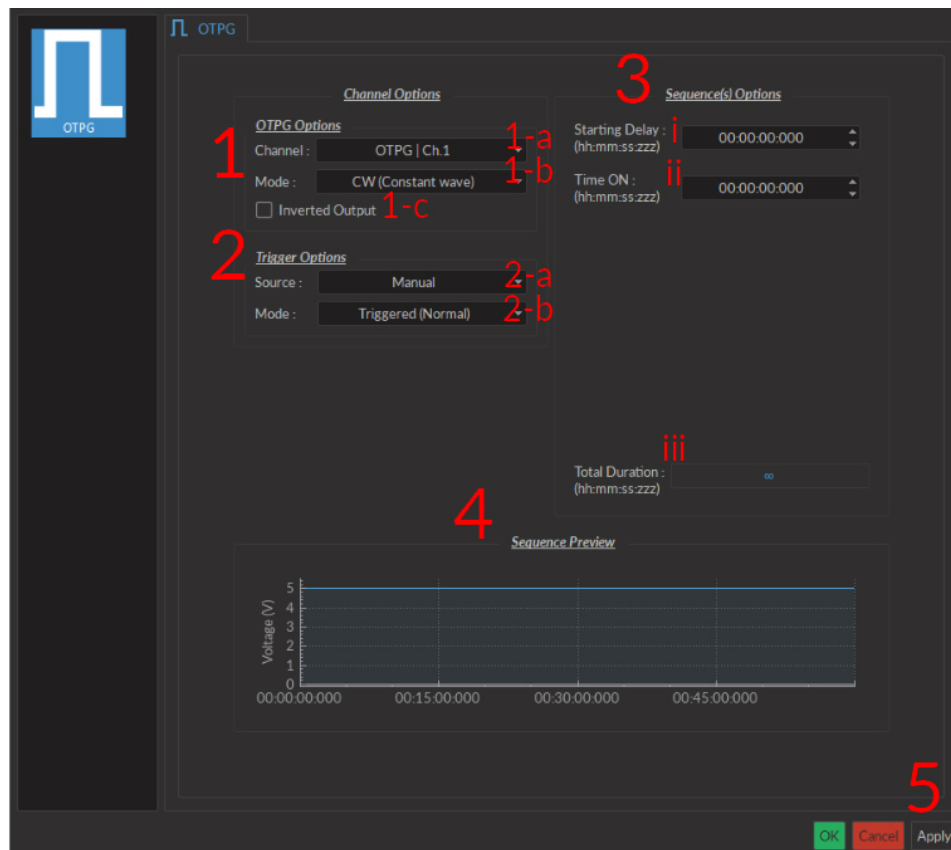 OTPG
OTPG
3
Channel Options
Sequence(s) Options
1
OTPG Options
Channel : OTPG | Ch.1 1-a
Mode : CW (Constant wave) 1-b
Inverted Output 1-c
Starting Delay : i 00:00:00:000
(hh:mm:ss:zzz)
Time ON : ii 00:00:00:000
(hh:mm:ss:zzz)
2
Trigger Options
Source : Manual 2-a
Mode : Triggered (Normal) 2-b
iii
Total Duration : ∞
(hh:mm:ss:zzz)
4
Sequence Preview
Voltage (V)
5
4
3
2
1
0
00:00:00:000 00:15:00:000 00:30:00:000 00:45:00:000
5
OK Cancel Apply